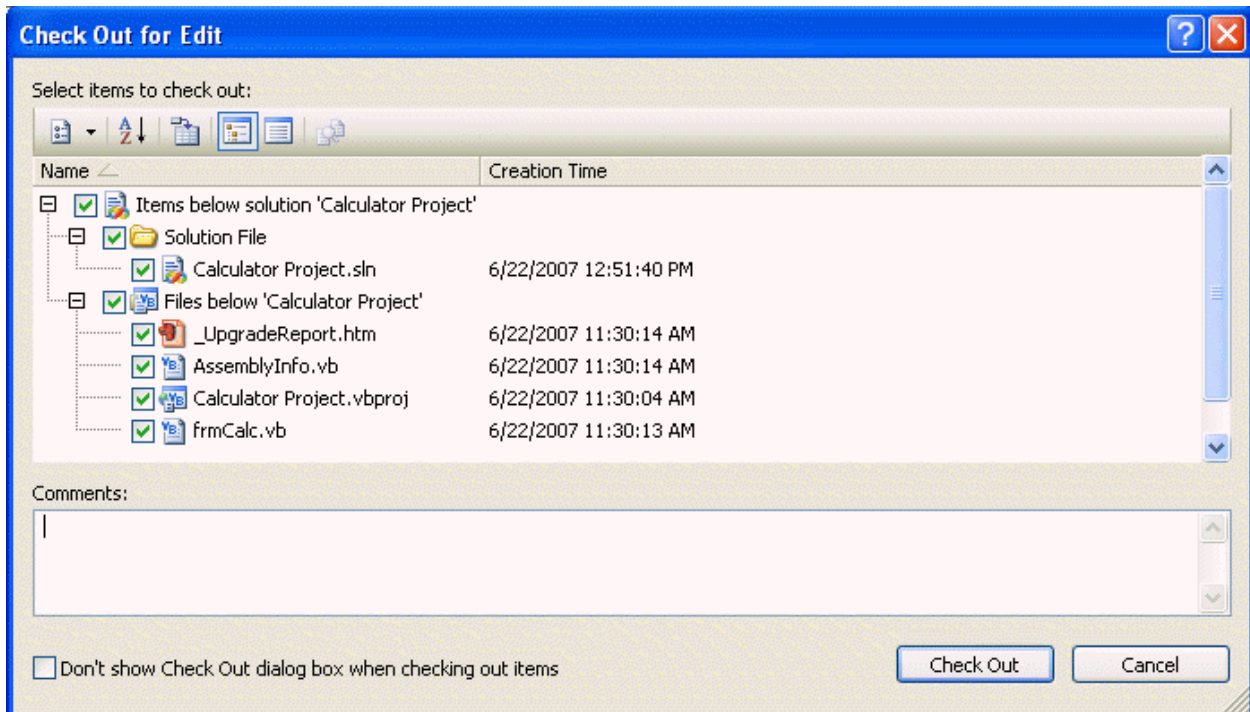 Check Out for Edit
Select items to check out:
Name Creation Time
Items below solution 'Calculator Project'
Solution File
Calculator Project.sln 6/22/2007 12:51:40 PM
Files below 'Calculator Project'
_UpgradeReport.htm 6/22/2007 11:30:14 AM
AssemblyInfo.vb 6/22/2007 11:30:14 AM
Calculator Project.vbproj 6/22/2007 11:30:04 AM
frmCalc.vb 6/22/2007 11:30:13 AM
Comments:
Don't show Check Out dialog box when checking out items
Check Out Cancel